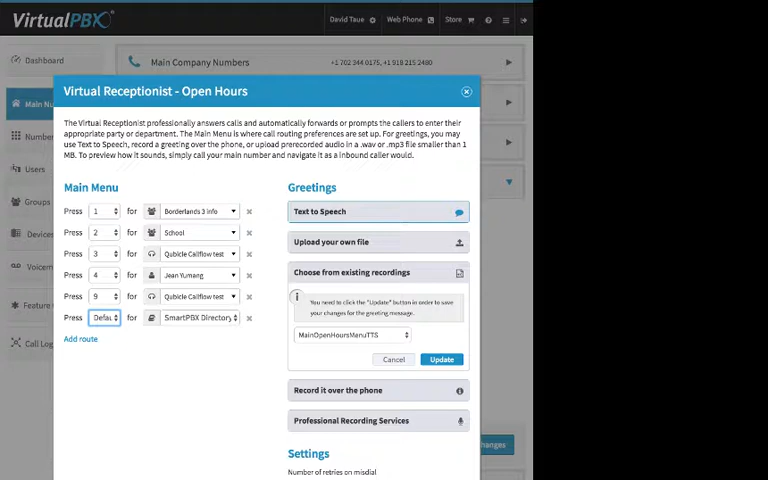 VirtualPBX
David Taue
Web Phone
Store
Dashboard
Main Company Numbers
+1 702 344 0175, +1 919 215 2480
Virtual Receptionist - Open Hours
The Virtual Receptionist professionally answers calls and automatically forwards or prompts the callers to enter their
appropriate party or department. The Main Menu is where call routing preferences are set up. For greetings, you may
use Text to Speech, record a greeting over the phone, or upload prerecorded audio in a .wav or .mp3 file smaller than 1
MB. To preview how it sounds, simply call your main number and navigate it as inbound caller would.
Main Nu
Number
Users
Groups
Devices
Voicem
Feature
Call Log
Main Menu
Press 1 for Borderlands 3 info
Press 2 for School
Press 3 for Qubicle Callflow test
Press 4 for Jean Yumang
Press 9 for Qubicle Callflow test
Press Defau for SmartPBX Directory
Add route
Greetings
Text to Speech
Upload your own file
Choose from existing recordings
You need to click the "Update" button in order to save
your changes for the greeting message.
MainOpenHoursMenuTTS
Cancel
Update
Record it over the phone
Professional Recording Services
hanges
Settings
Number of retries on misdial